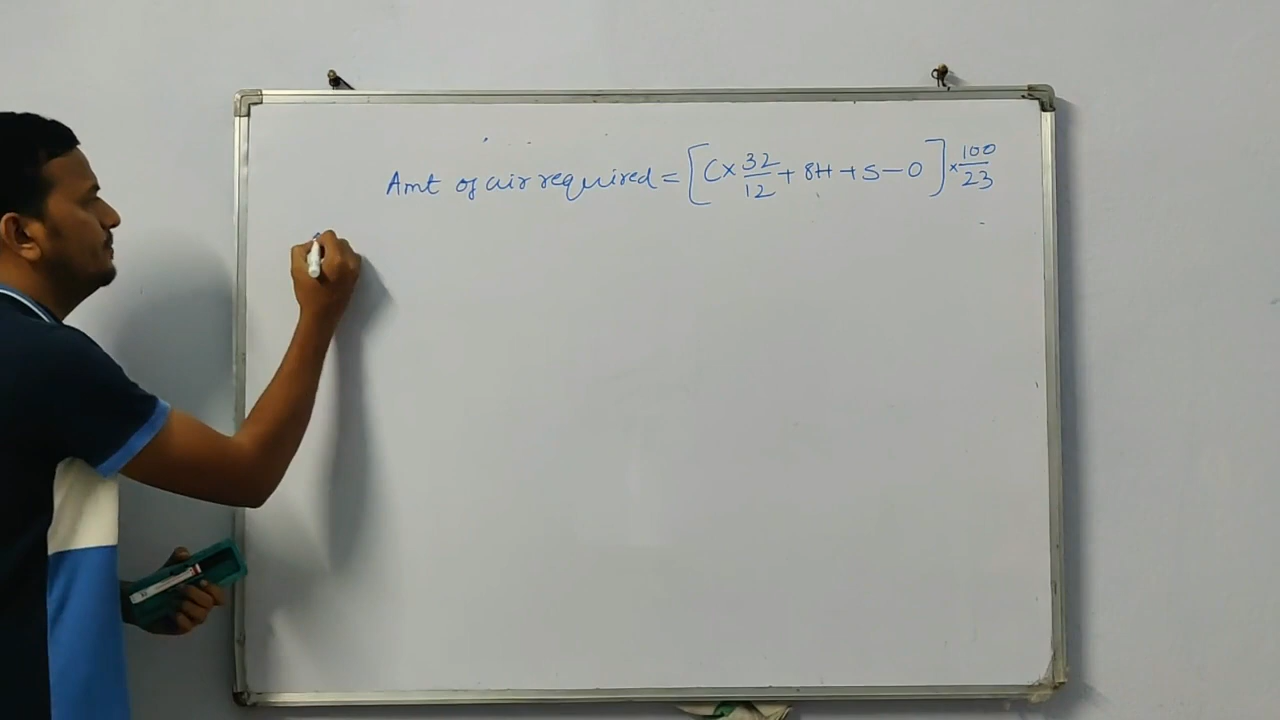 Amt of air required = [C × 32/12 + 8H + S - O] × 100/23